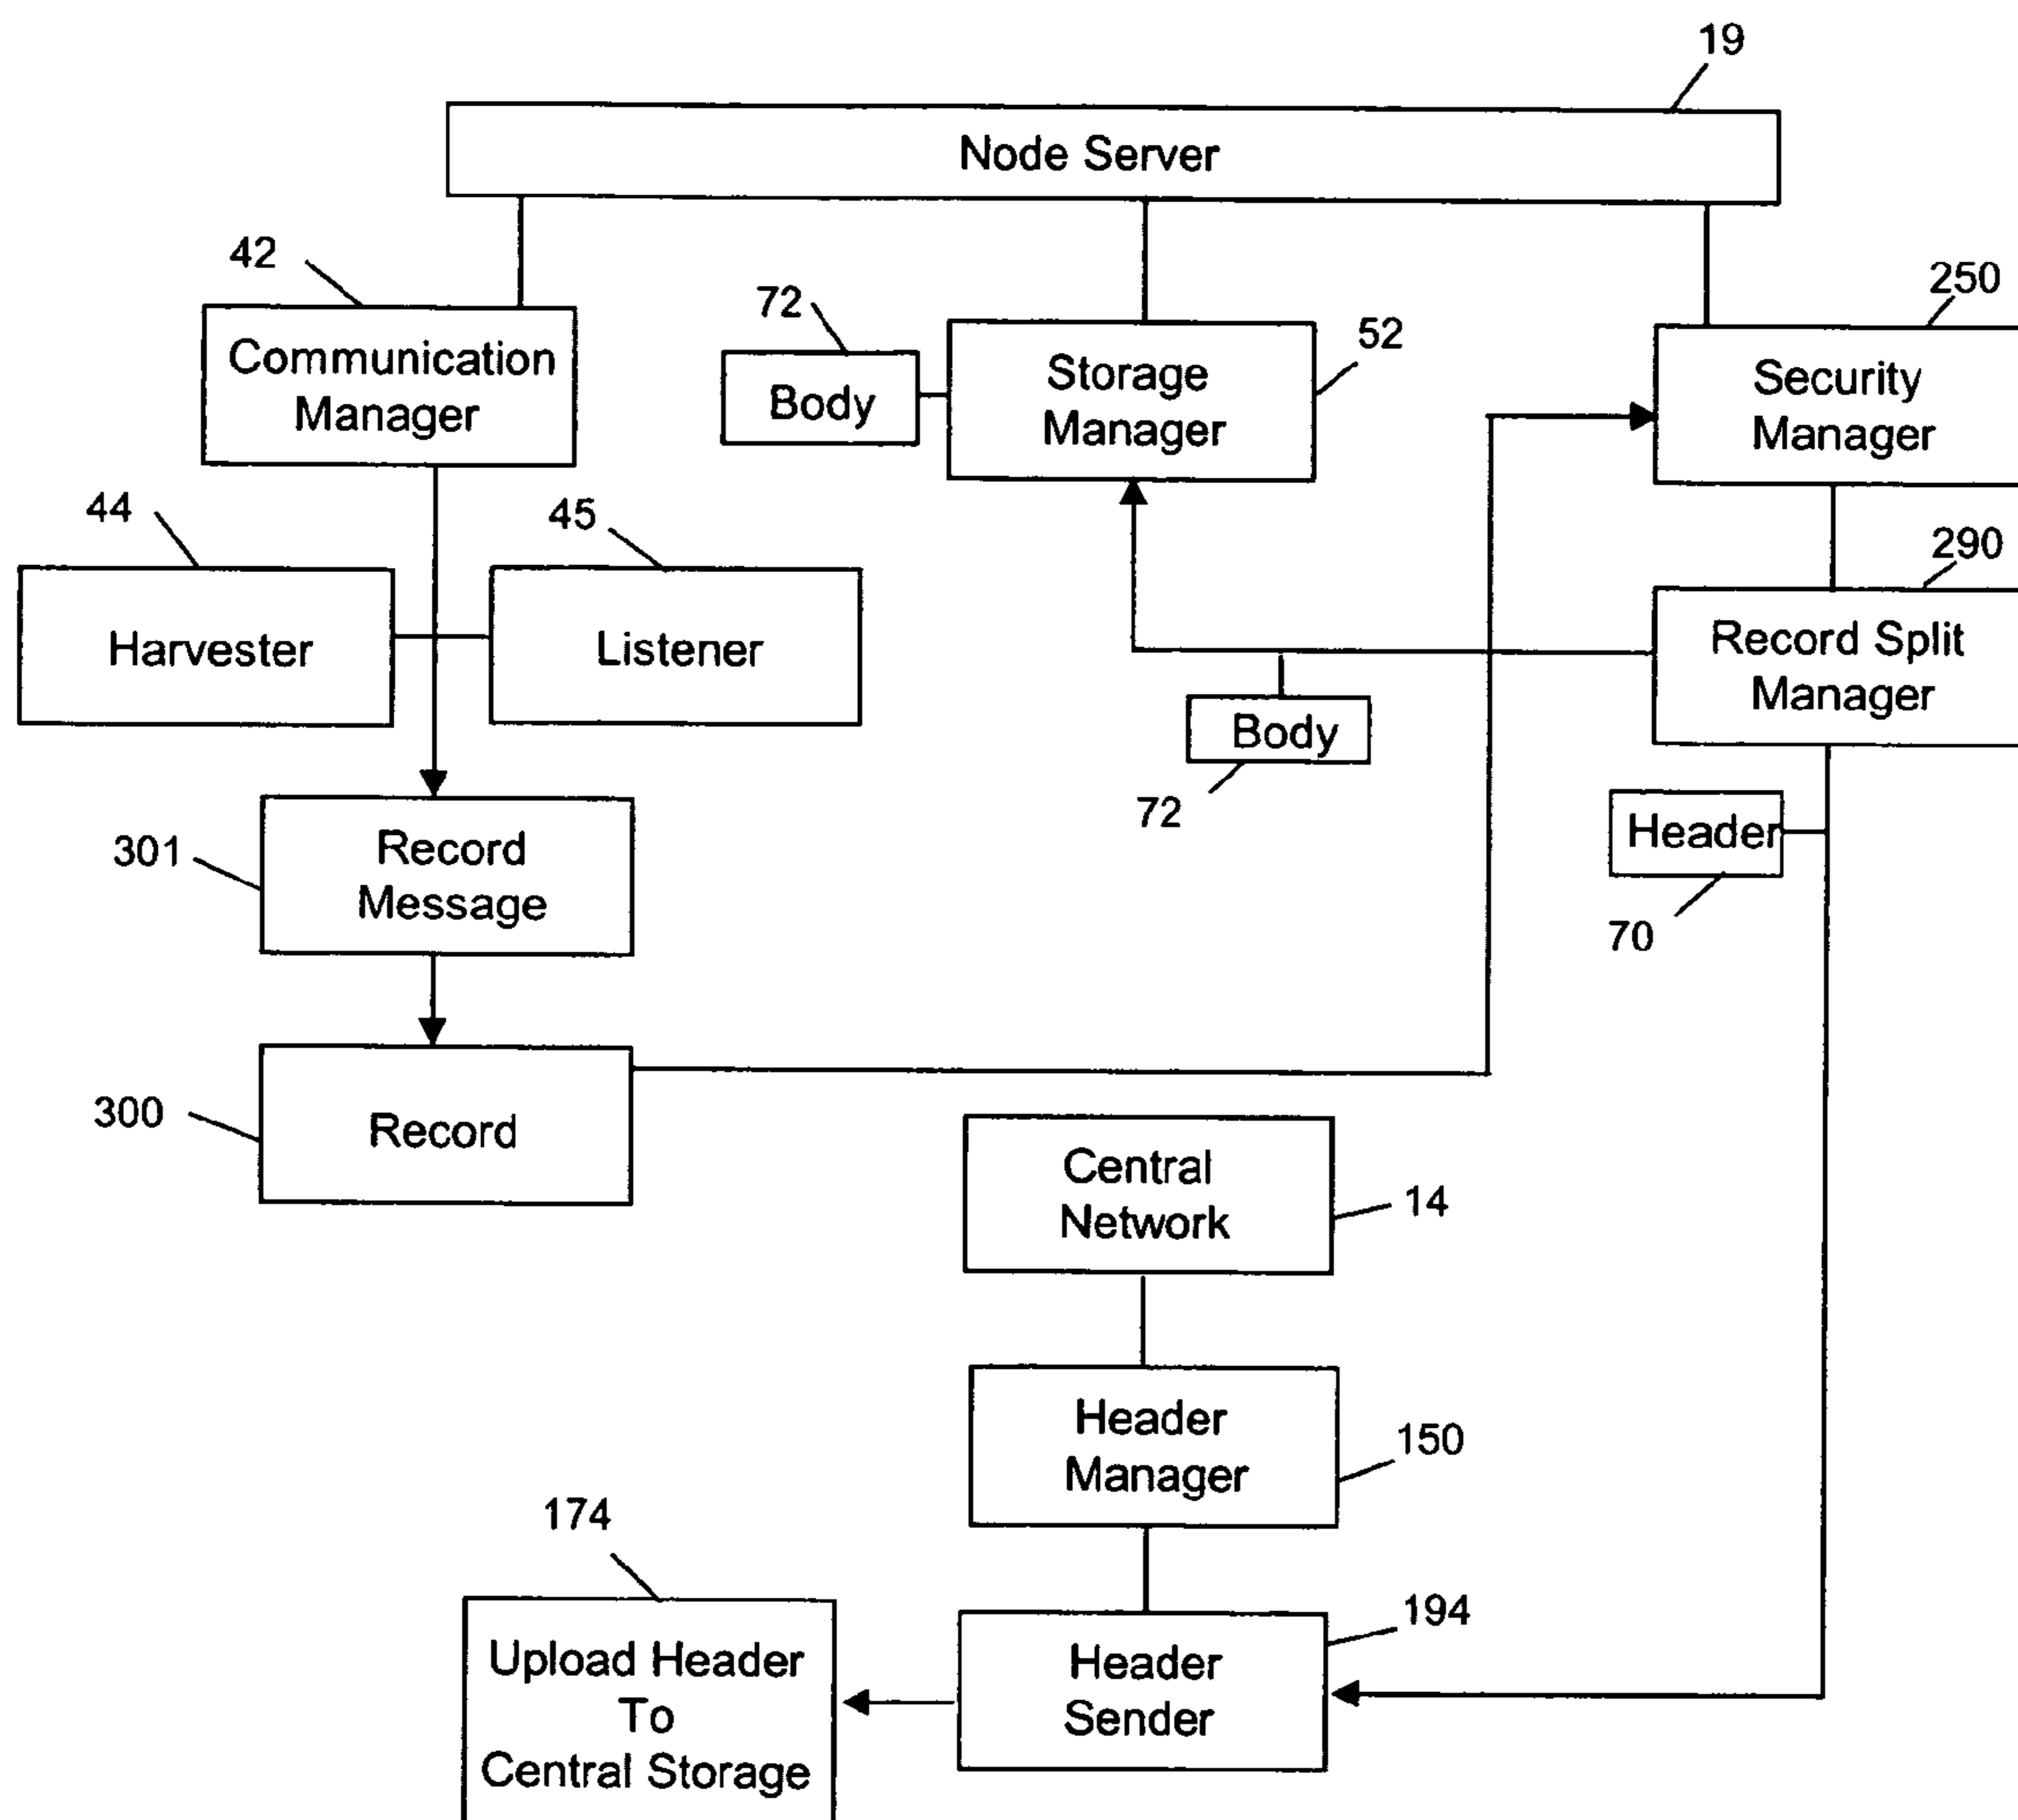 19
Node Server
42
Communication
Manager
72
Body
Storage
Manager
52
250
Security
Manager
44
Harvester
45
Listener
290
Record Split
Manager
Body
72
Header
70
301
Record
Message
300
Record
Central
Network
14
Header
Manager
150
174
Upload Header
To
Central Storage
Header
Sender
194